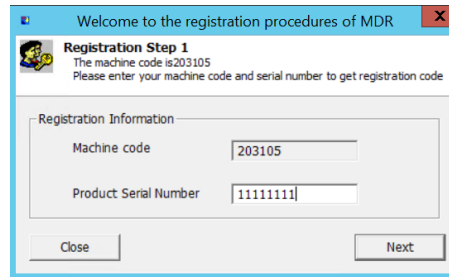 Welcome to the registration procedures of MDR
X
Registration Step 1
The machine code is203105
Please enter your machine code and serial number to get registration code
Registration Information
Machine code
203105
Product Serial Number
11111111
Close
Next